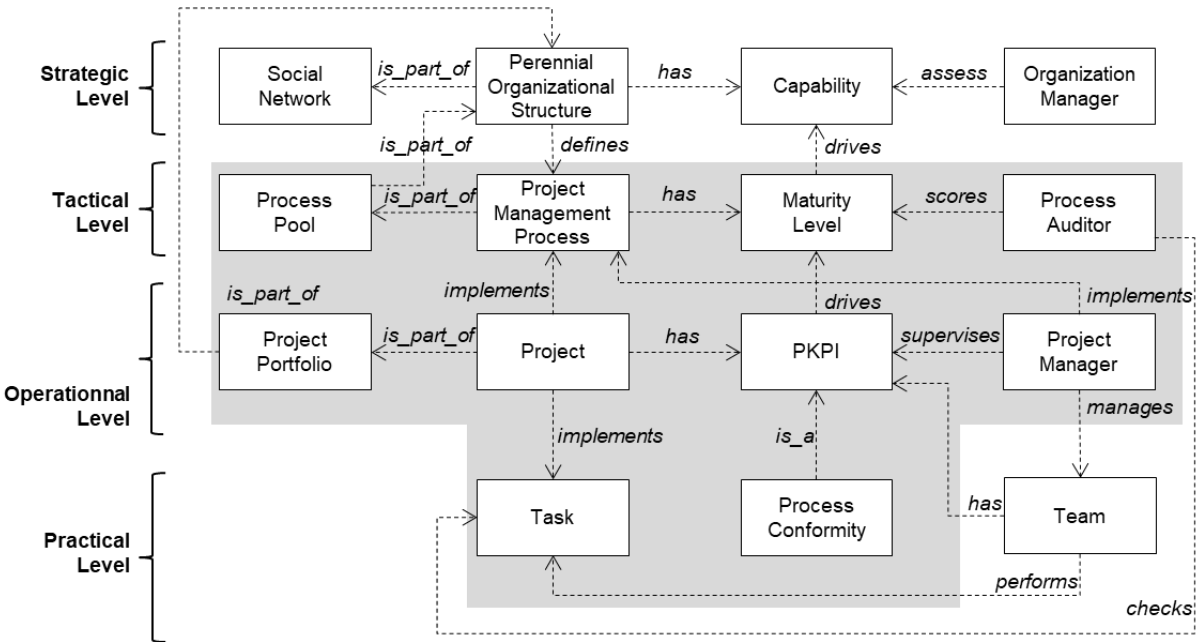 Strategic
Level
Social
Network
is_part_of
Perennial
Organizational
Structure
has
Capability
assess
Organization
Manager
is_part_of
defines
drives
Tactical
Level
Process
Pool
is_part_of
Project
Management
Process
has
Maturity
Level
scores
Process
Auditor
is_part_of
implements
drives
implements
Operationnal
Level
Project
Portfolio
is_part_of
Project
has
PKPI
supervises
Project
Manager
implements
is_a
manages
Practical
Level
Task
Process
Conformity
has
Team
performs
checks